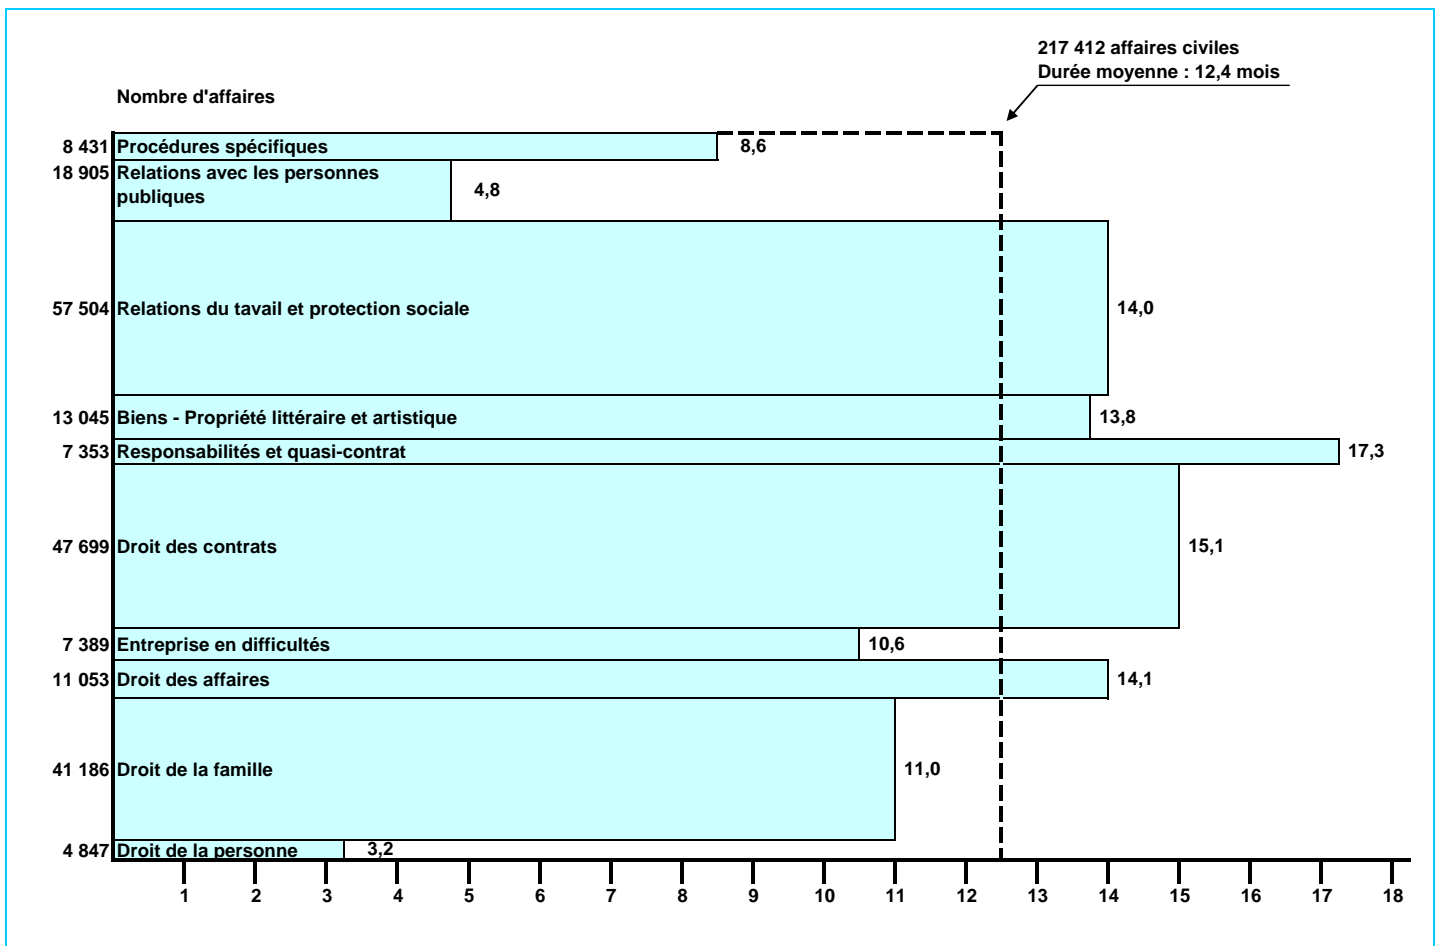 217 412 affaires civiles
Durée moyenne : 12,4 mois
Nombre d'affaires
8 431 Procédures spécifiques 8,6
18 905 Relations avec les personnes
publiques 4,8
57 504 Relations du tavail et protection sociale 14,0
13 045 Biens - Propriété littéraire et artistique 13,8
7 353 Responsabilités et quasi-contrat 17,3
47 699 Droit des contrats 15,1
7 389 Entreprise en difficultés 10,6
11 053 Droit des affaires 14,1
41 186 Droit de la famille 11,0
4 847 Droit de la personne 3,2
1 2 3 4 5 6 7 8 9 10 11 12 13 14 15 16 17 18